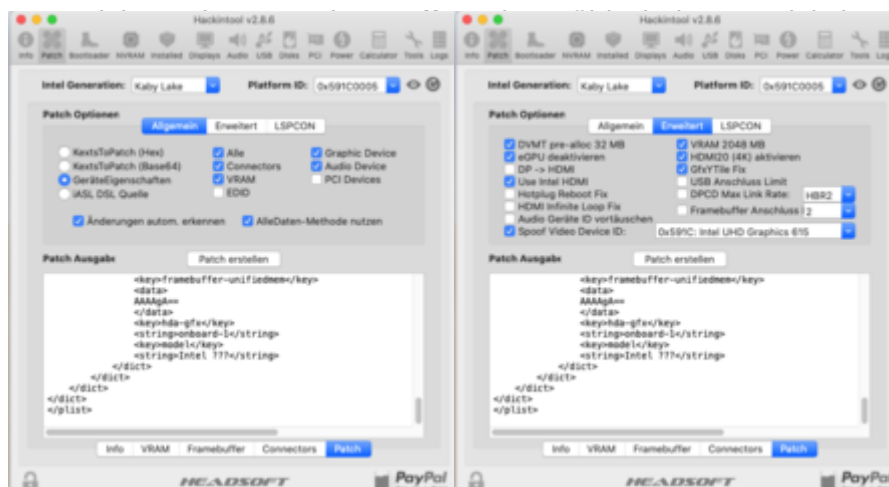 Hackintool v2.8.6
Info Patch Bootloader NVRAM Installed Displays Audio USB Disks PCI Power Calculator Tools Logs
Intel Generation: Kaby Lake Platform ID: 0x591C0005
Patch Optionen
Allgemein Erweitert LSPCON
KextsToPatch (Hex) Alle Graphic Device
KextsToPatch (Base64) Connectors Audio Device
GeräteEigenschaften VRAM PCI Devices
iASL DSL Quelle EDID
Änderungen autom. erkennen AlleDaten-Methode nutzen
Patch Ausgabe Patch erstellen
<key>framebuffer-unifiedmem</key>
<data>
AAAAgA==
</data>
<key>hda-gfx</key>
<string>onboard-1</string>
<key>model</key>
<string>Intel ???</string>
</dict>
</dict>
</dict>
</plist>
Info VRAM Framebuffer Connectors Patch
HEADSOFT PayPal
Hackintool v2.8.6
Info Patch Bootloader NVRAM Installed Displays Audio USB Disks PCI Power Calculator Tools
Intel Generation: Kaby Lake Platform ID: 0x591C0005
Patch Optionen
Allgemein Erweitert LSPCON
DVMT pre-alloc 32 MB VRAM 2048 MB
eGPU deaktivieren HDMI20 (4K) aktivieren
DP -> HDMI GfxYTile Fix
Use Intel HDMI USB Anschluss Limit
Hotplug Reboot Fix DPCD Max Link Rate: HBR2
HDMI Infinite Loop Fix Framebuffer Anschluss 2
Audio Geräte ID vortäuschen
Spoof Video Device ID: 0x591C: Intel UHD Graphics 615
Patch Ausgabe Patch erstellen
<key>framebuffer-unifiedmem</key>
<data>
AAAAgA==
</data>
<key>hda-gfx</key>
<string>onboard-1</string>
<key>model</key>
<string>Intel ???</string>
</dict>
</dict>
</dict>
</plist>
Info VRAM Framebuffer Connectors Patch
HEADSOFT